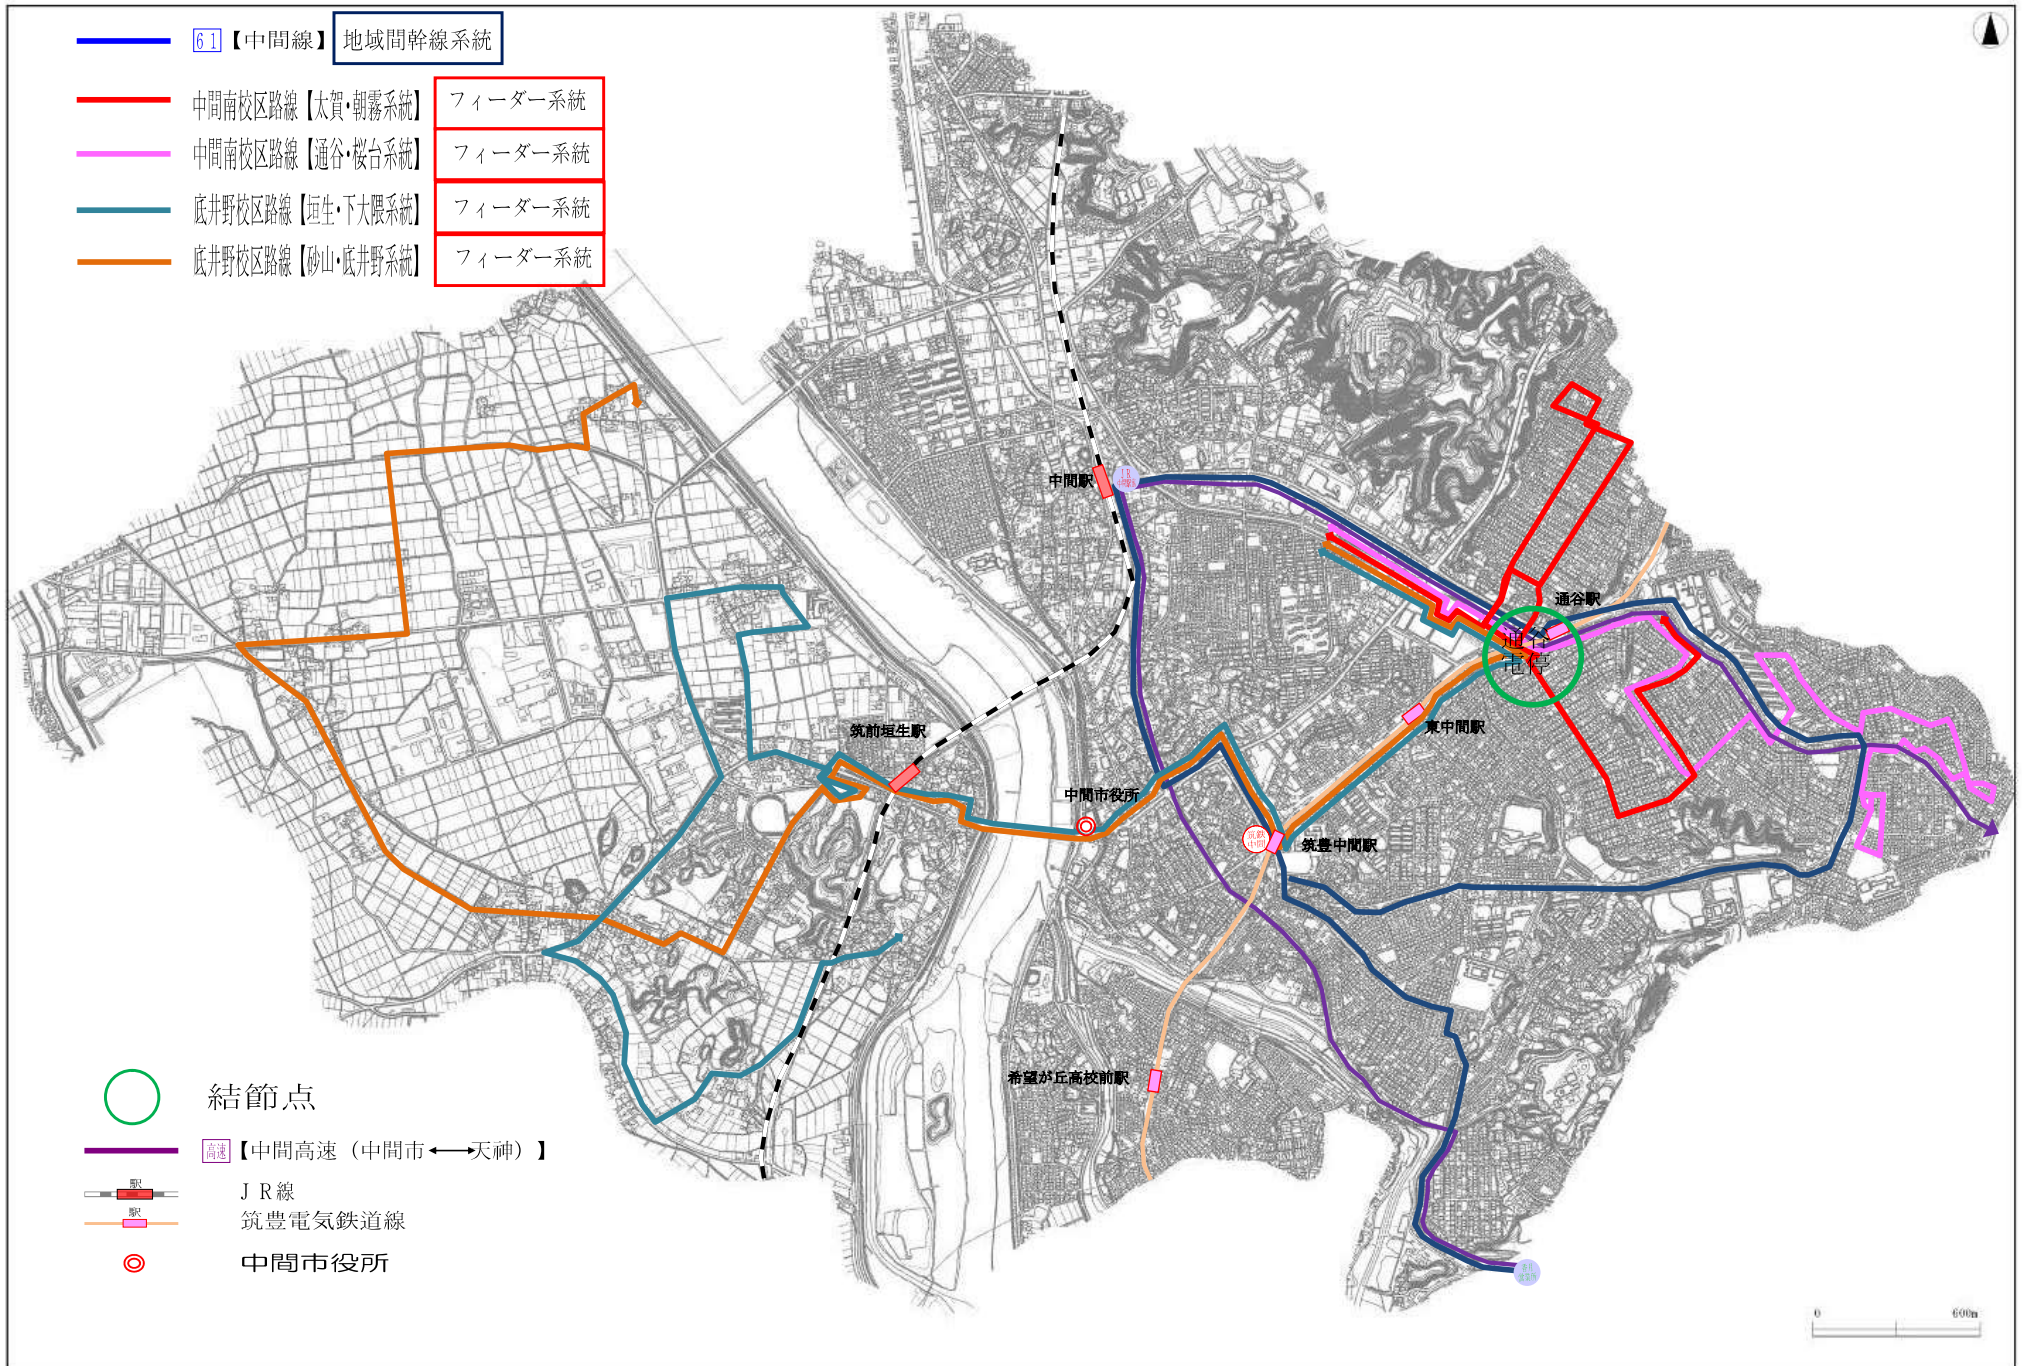 61【中間線】 地域間幹線系統
中間南校区路線【太賀・朝霧系統】 フィーダー系統
中間南校区路線【通谷・桜台系統】 フィーダー系統
底井野校区路線【垣生・下大隈系統】 フィーダー系統
底井野校区路線【砂山・底井野系統】 フィーダー系統
中間駅
通谷駅
通谷
電停
東中間駅
筑前垣生駅
中間市役所
筑鉄
中間
筑豊中間駅
希望が丘高校前駅
結節点
高速【中間高速（中間市⟷天神）】
駅
ＪＲ線
駅
筑豊電気鉄道線
中間市役所
0 600m